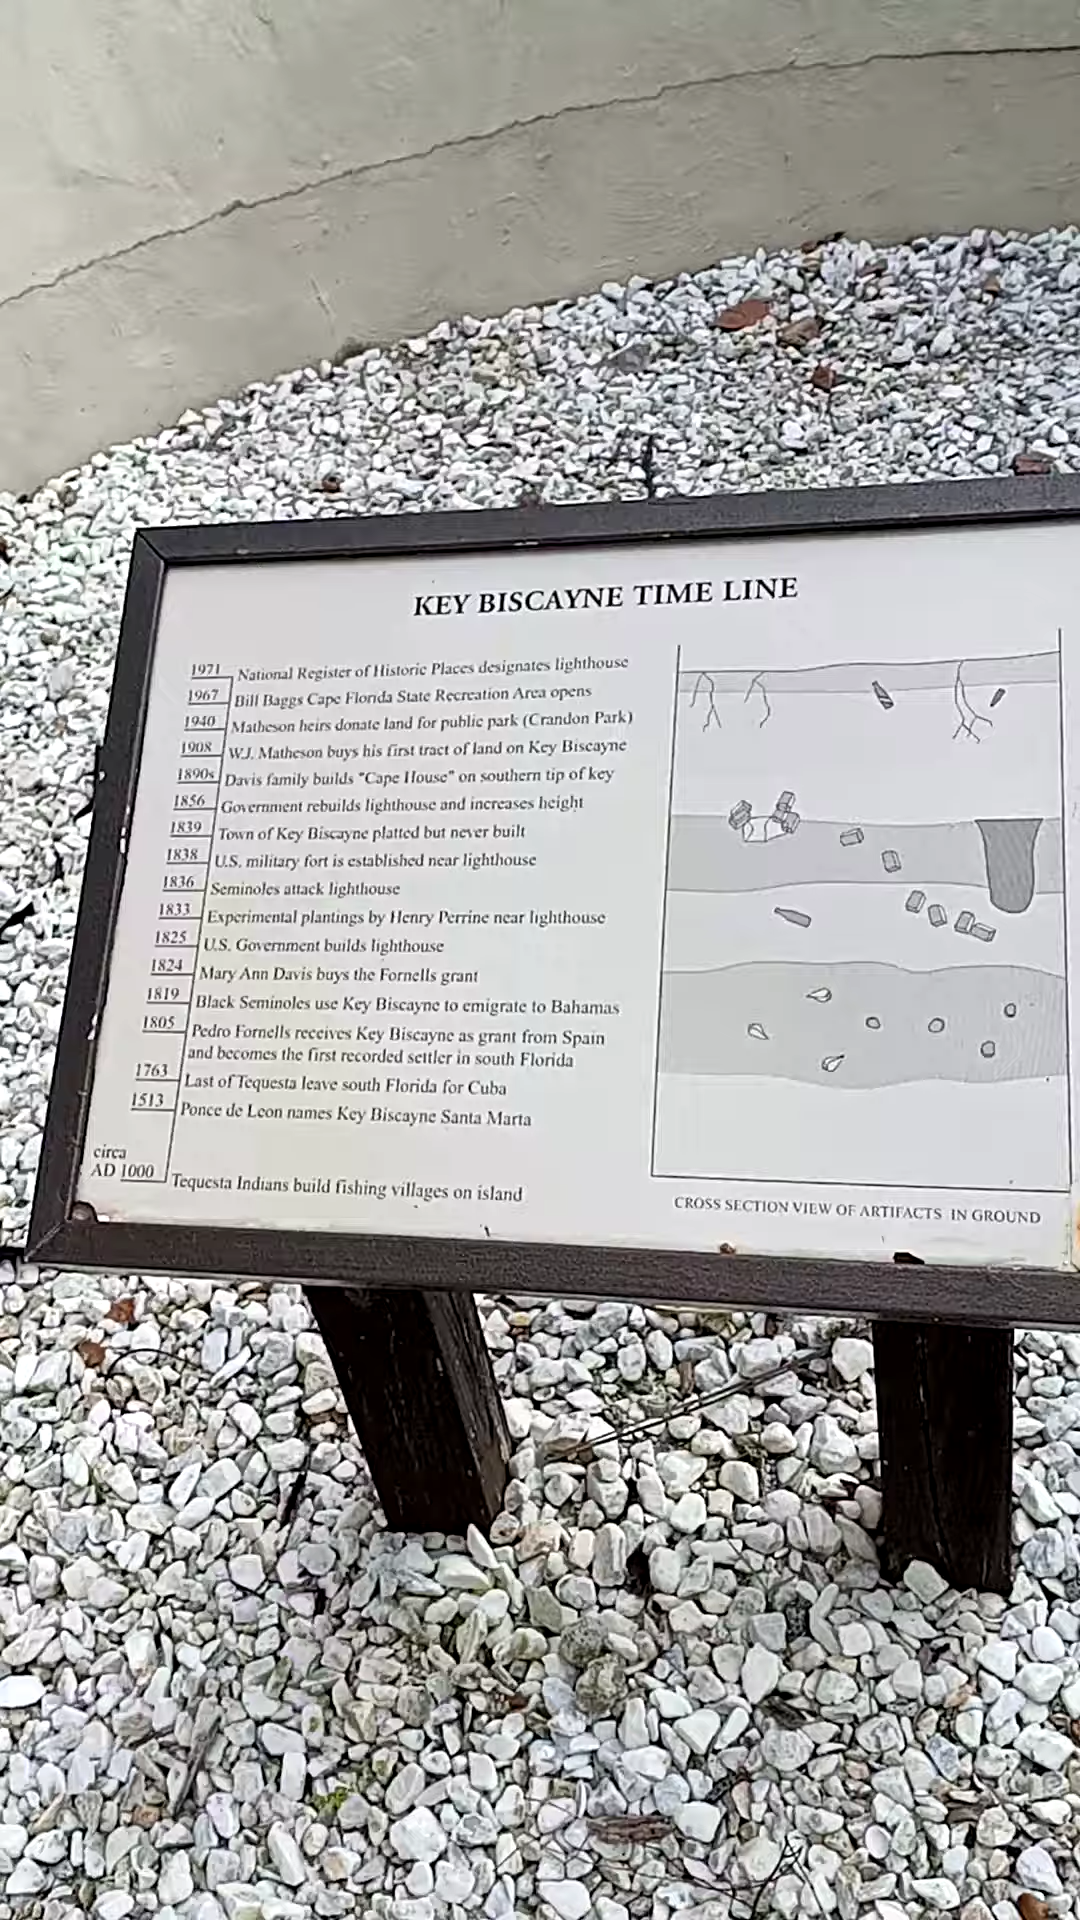 KEY BISCAYNE TIME LINE
1971 National Register of Historic Places designates lighthouse
1967 Bill Baggs Cape Florida State Recreation Area opens
1940 Matheson heirs donate land for public park (Crandon Park)
1908 W.J. Matheson buys his first tract of land on Key Biscayne
1890s Davis family builds "Cape House" on southern tip of key
1856 Government rebuilds lighthouse and increases height
1839 Town of Key Biscayne platted but never built
1838 U.S. military fort is established near lighthouse
1836 Seminoles attack lighthouse
1833 Experimental plantings by Henry Perrine near lighthouse
1825 U.S. Government builds lighthouse
1824 Mary Ann Davis buys the Fornells grant
1819 Black Seminoles use Key Biscayne to emigrate to Bahamas
1805 Pedro Fornells receives Key Biscayne as grant from Spain
and becomes the first recorded settler in south Florida
1763 Last of Tequesta leave south Florida for Cuba
1513 Ponce de Leon names Key Biscayne Santa Marta
circa
AD 1000 Tequesta Indians build fishing villages on island
CROSS SECTION VIEW OF ARTIFACTS IN GROUND